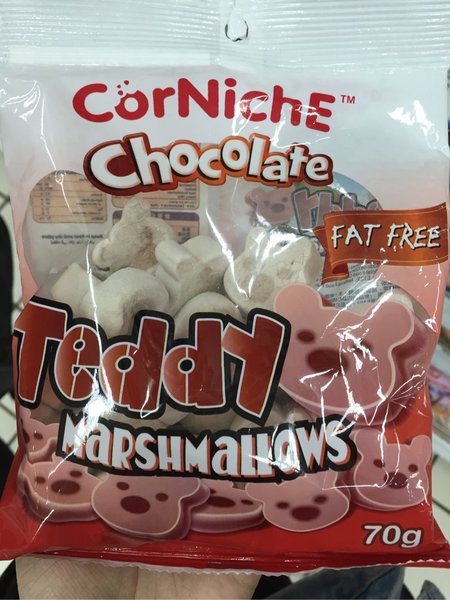 CorNichE™
Chocolate
FAT FREE
Teddy
MARSHMALLOWS
70g